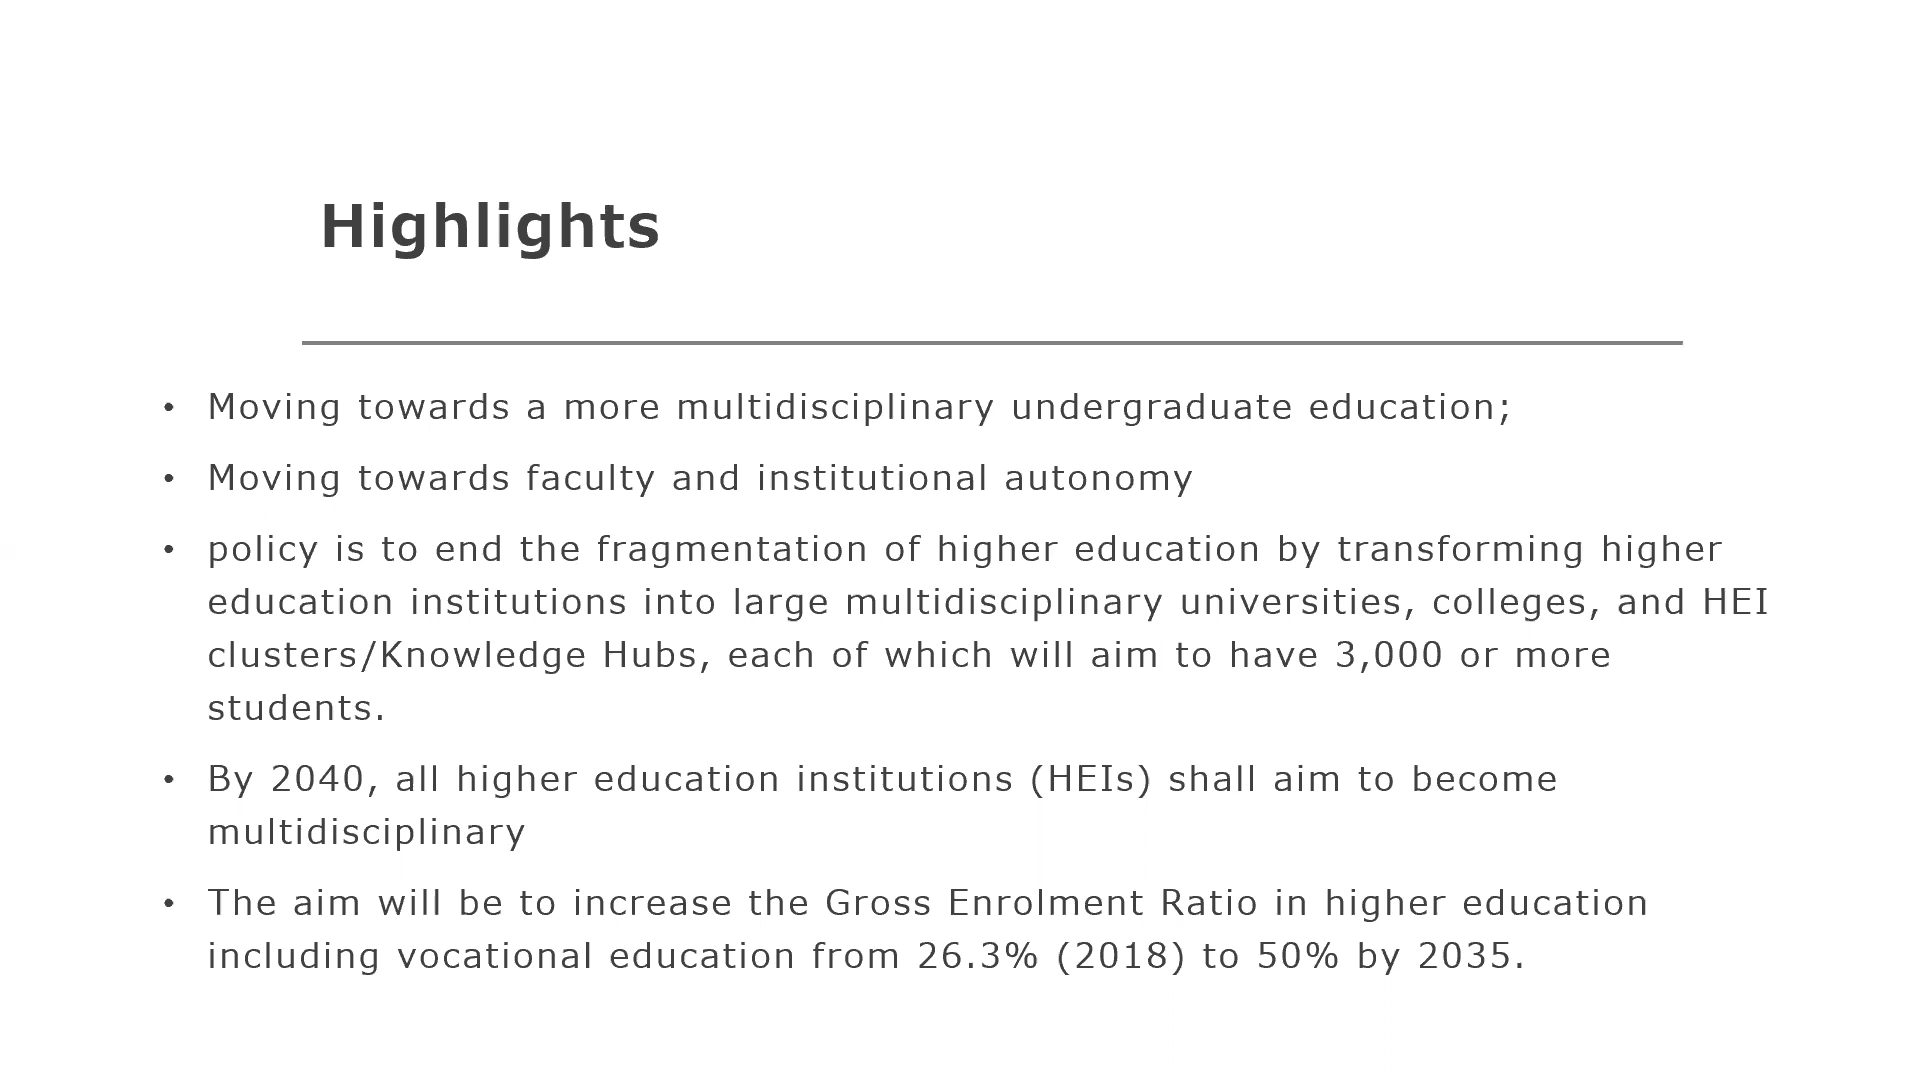 Highlights
• Moving towards a more multidisciplinary undergraduate education;
• Moving towards faculty and institutional autonomy
• policy is to end the fragmentation of higher education by transforming higher
education institutions into large multidisciplinary universities, colleges, and HEI
clusters/Knowledge Hubs, each of which will aim to have 3,000 or more
students.
• By 2040, all higher education institutions (HEIs) shall aim to become
multidisciplinary
• The aim will be to increase the Gross Enrolment Ratio in higher education
including vocational education from 26.3% (2018) to 50% by 2035.